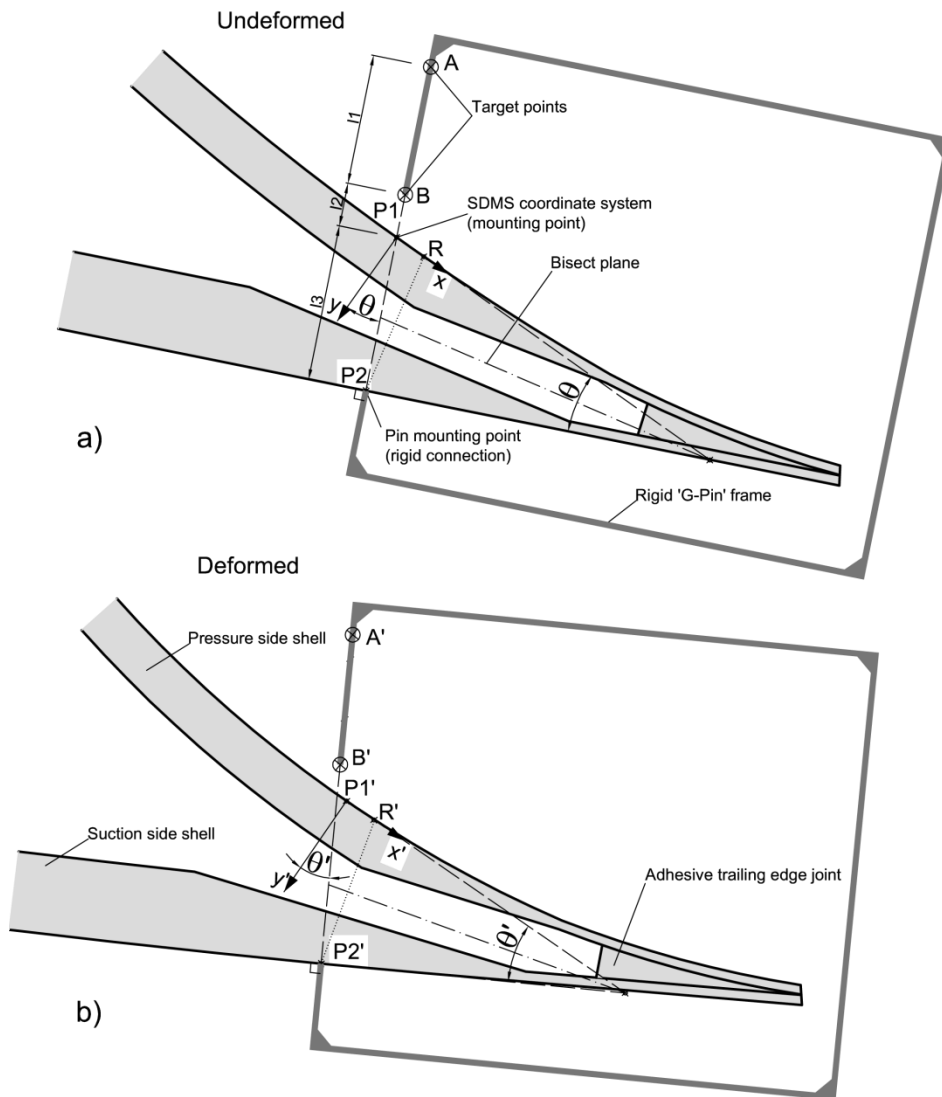 Undeformed
A
l1
Target points
B
l2
P1
SDMS coordinate system
(mounting point)
R
x
Bisect plane
y
θ
l3
P2
θ
a)
Pin mounting point
(rigid connection)
Rigid 'G-Pin' frame
Deformed
A'
Pressure side shell
B'
P1'
R'
Suction side shell
x'
θ'
y'
Adhesive trailing edge joint
θ'
P2'
b)